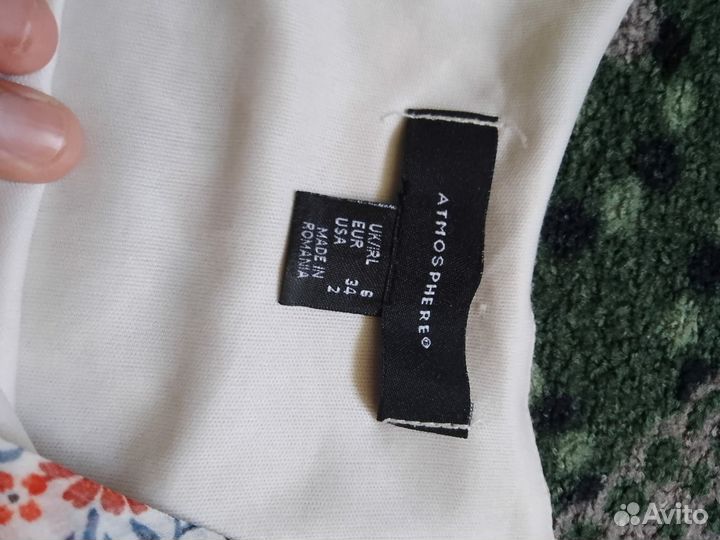 ATMOSPHERE®
UK/IRL 6
EUR 34
USA 2
MADE IN
ROMANIA
Avito